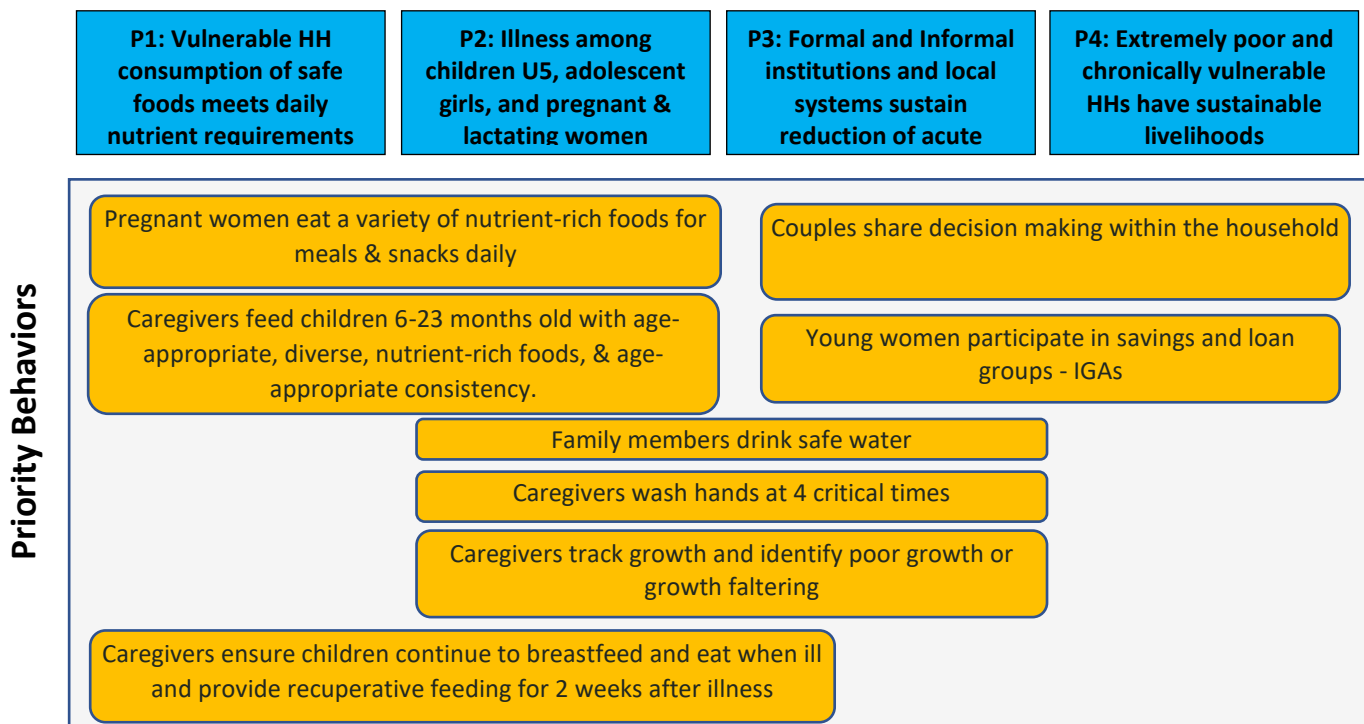 P1: Vulnerable HH
consumption of safe
foods meets daily
nutrient requirements
P2: Illness among
children U5, adolescent
girls, and pregnant &
lactating women
P3: Formal and Informal
institutions and local
systems sustain
reduction of acute
P4: Extremely poor and
chronically vulnerable
HHs have sustainable
livelihoods
Priority Behaviors
Pregnant women eat a variety of nutrient-rich foods for
meals & snacks daily
Couples share decision making within the household
Caregivers feed children 6-23 months old with age-
appropriate, diverse, nutrient-rich foods, & age-
appropriate consistency.
Young women participate in savings and loan
groups - IGAs
Family members drink safe water
Caregivers wash hands at 4 critical times
Caregivers track growth and identify poor growth or
growth faltering
Caregivers ensure children continue to breastfeed and eat when ill
and provide recuperative feeding for 2 weeks after illness